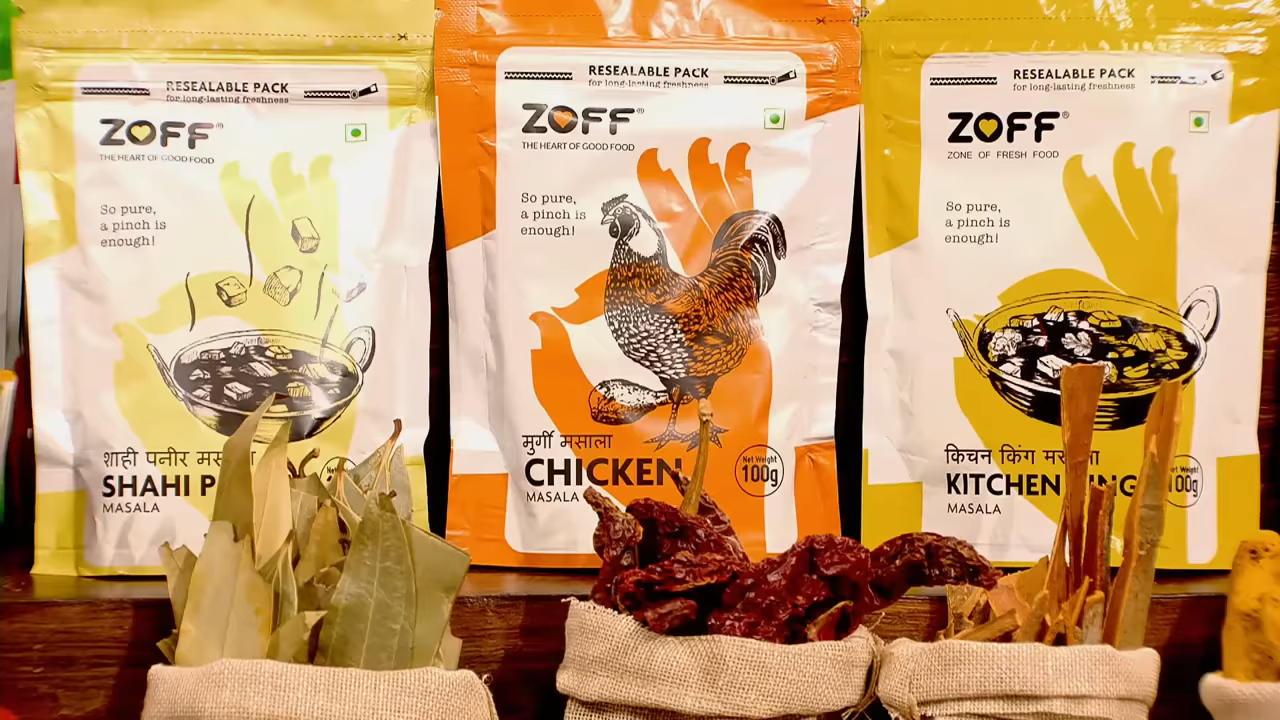 RESEALABLE PACK
for long-lasting freshness
ZOFF®
THE HEART OF GOOD FOOD
So pure,
a pinch is
enough!
शाही पनीर
SHAHI
MASALA
RESEALABLE PACK
for long-lasting freshness
ZOFF®
THE HEART OF GOOD FOOD
So pure,
a pinch is
enough!
मुर्गी मसाला
CHICKEN
MASALA
Net Weight
100g
RESEALABLE PACK
for long-lasting freshness
ZOFF®
ZONE OF FRESH FOOD
So pure,
a pinch is
enough!
किचन किंग
KITCHEN
MASALA
Weight
100g